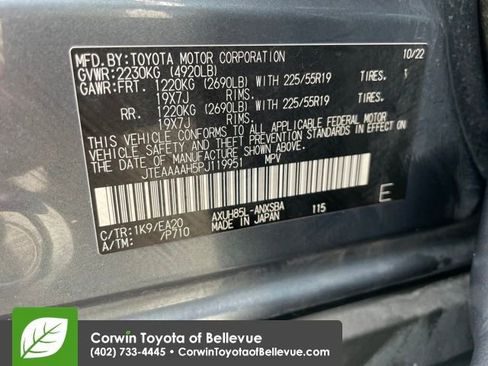 MFD.BY:TOYOTA MOTOR CORPORATION 10/22
GVWR:2230KG (4920LB)
GAWR:FRT. 1220KG (2690LB) WITH 225/55R19 TIRES.
19X7J RIMS.
RR. 1220KG (2690LB) WITH 225/55R19 TIRES.
19X7J RIMS.
THIS VEHICLE CONFORMS TO ALL APPLICABLE FEDERAL MOTOR
VEHICLE SAFETY AND THEFT PREVENTION STANDARDS IN EFFECT
ON THE DATE OF MANUFACTURE SHOWN ABOVE.
JTEAAAAH5PJ119951 MPV
E
C/TR:1K9/EA20 AXUH85L-ANXSBA 115
A/TM: /P710 MADE IN JAPAN
Corwin Toyota of Bellevue
(402) 733-4445 • CorwinToyotaofBellevue.com